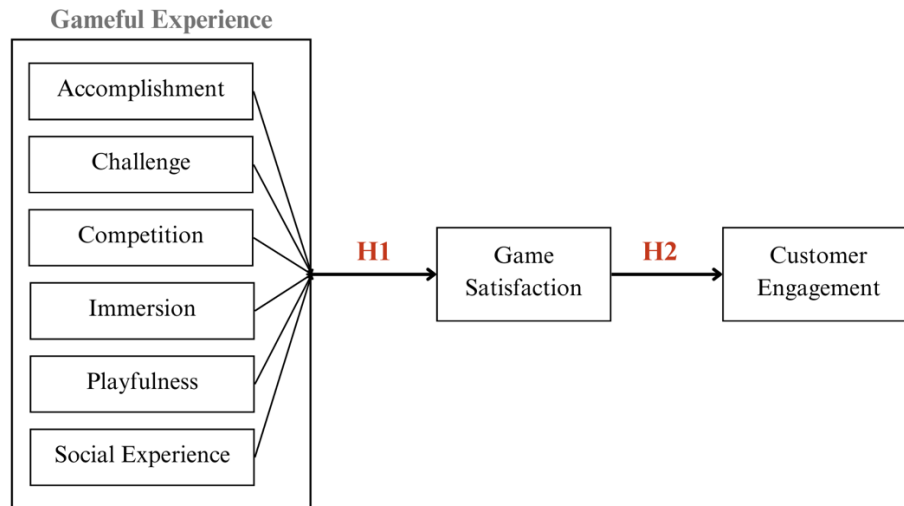 Gameful Experience
Accomplishment
Challenge
Competition
Immersion
Playfulness
Social Experience
H1
Game
Satisfaction
H2
Customer
Engagement